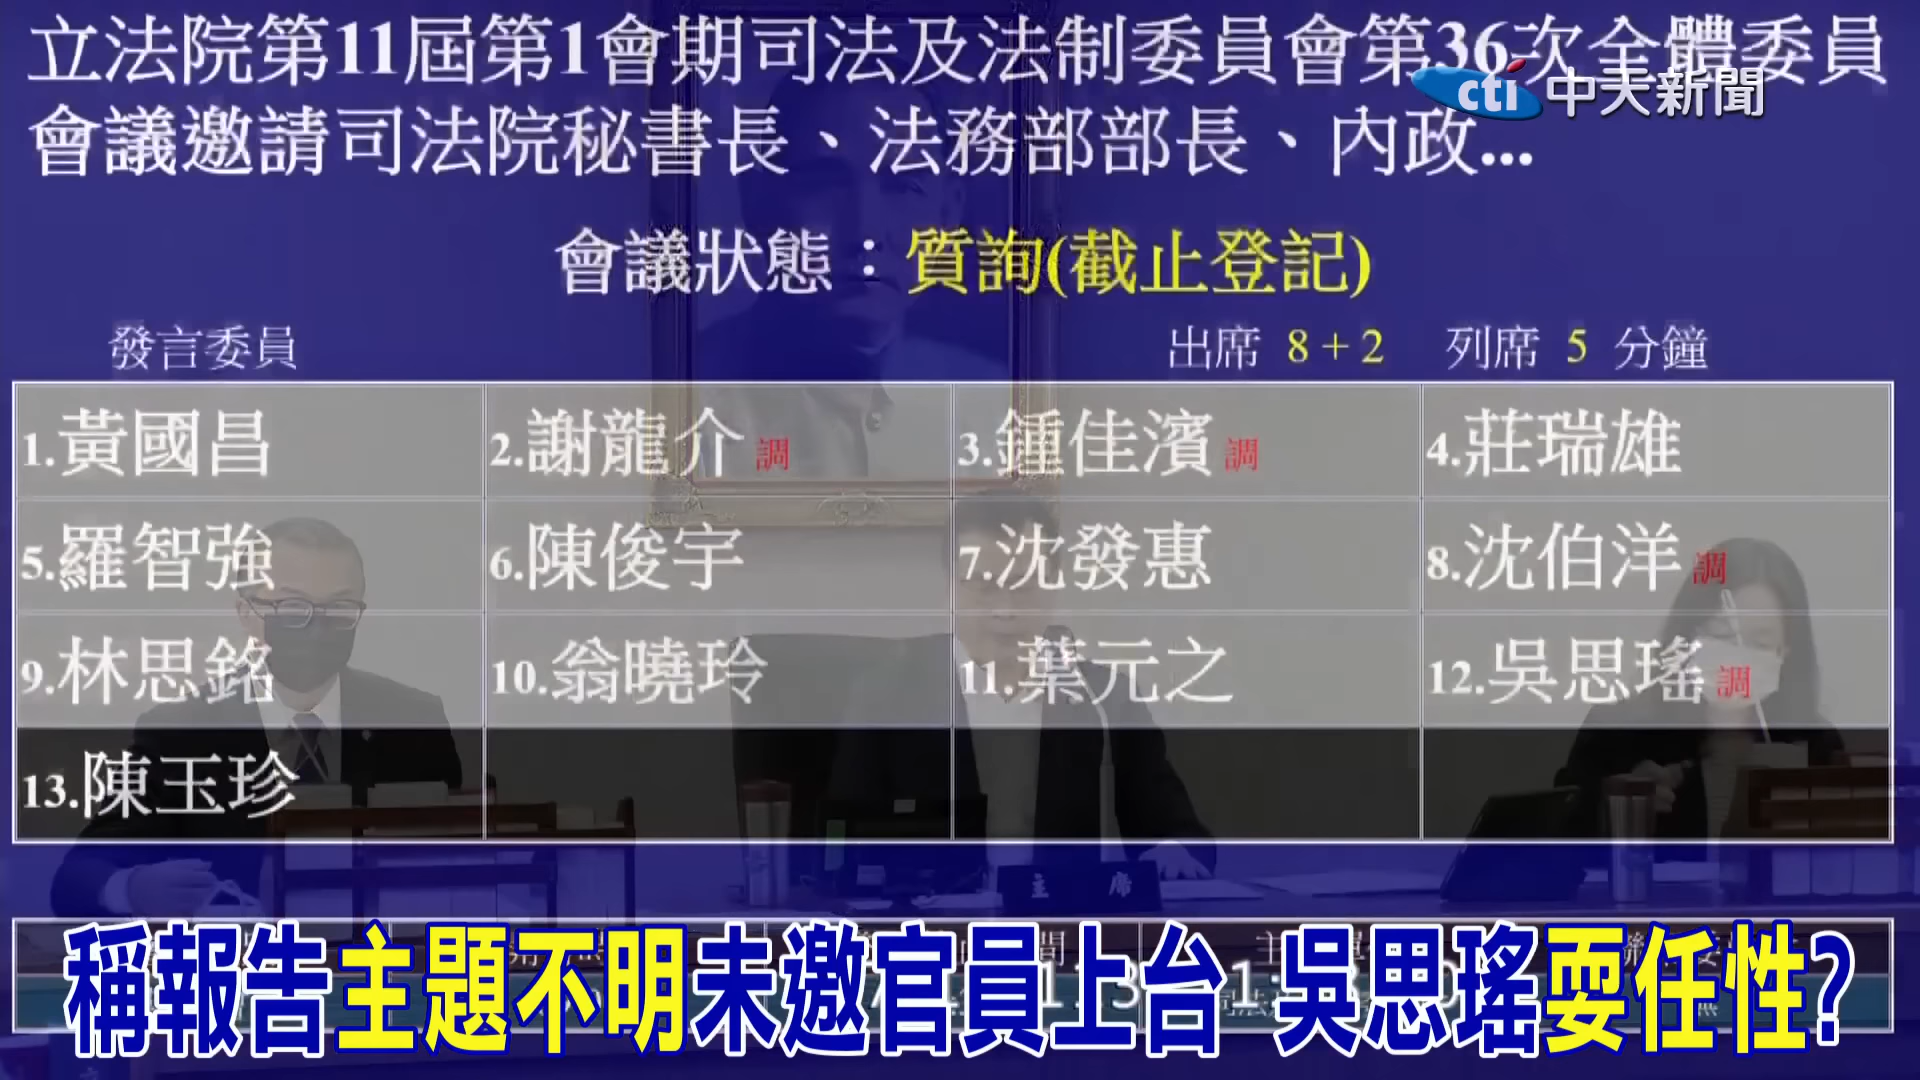 立法院第11屆第1會期司法及法制委員會第36次全體委員
會議邀請司法院秘書長、法務部部長、內政...
cti 中天新聞
會議狀態：質詢(截止登記)
發言委員 出席 8 + 2 列席 5 分鐘
1.黃國昌 2.謝龍介 調 3.鍾佳濱 調 4.莊瑞雄
5.羅智強 6.陳俊宇 7.沈發惠 8.沈伯洋 調
9.林思銘 10.翁曉玲 11.葉元之 12.吳思瑤 調
13.陳玉珍
主 席
稱報告主題不明未邀官員上台 吳思瑤耍任性?